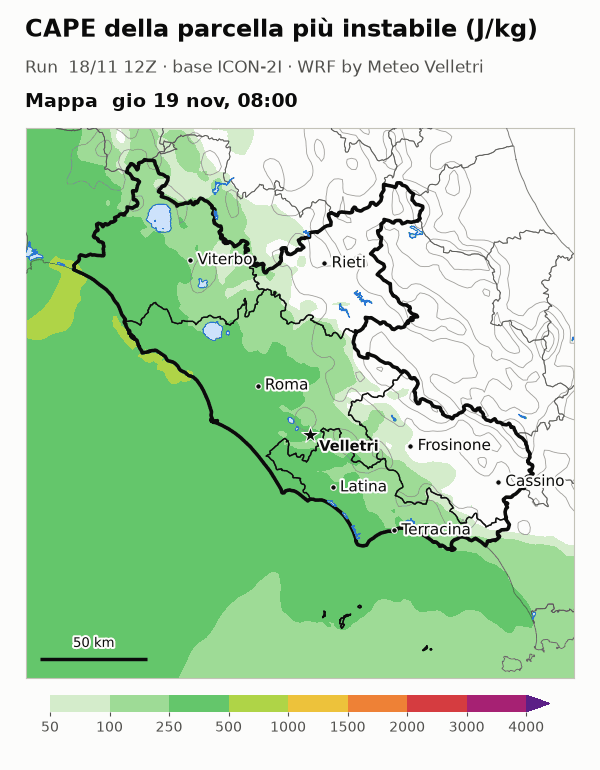 CAPE della parcella più instabile (J/kg)
Run  18/11 12Z · base ICON-2I · WRF by Meteo Velletri
Mappa  gio 19 nov, 08:00
Viterbo
Rieti
Roma
Velletri
Frosinone
Cassino
Latina
Terracina
50 km
50 100 250 500 1000 1500 2000 3000 4000